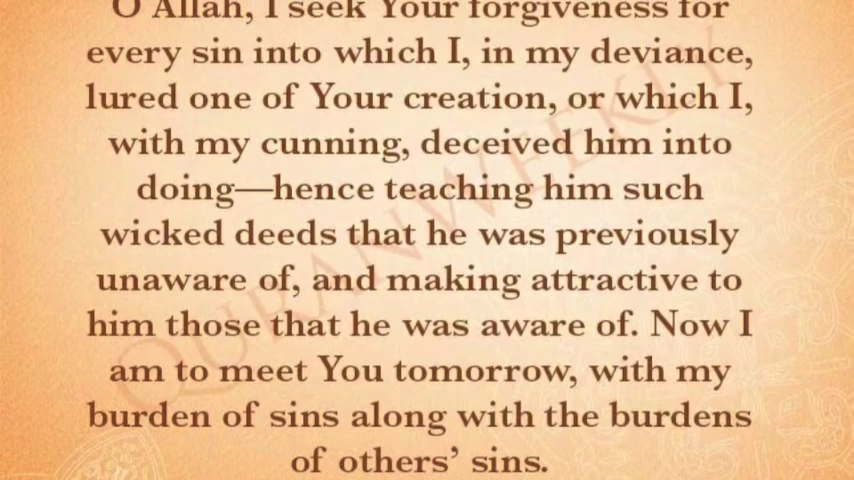 O Allah, I seek Your forgiveness for
every sin into which I, in my deviance,
lured one of Your creation, or which I,
with my cunning, deceived him into
doing—hence teaching him such
wicked deeds that he was previously
unaware of, and making attractive to
him those that he was aware of. Now I
am to meet You tomorrow, with my
burden of sins along with the burdens
of others’ sins.
QURANWEEKLY